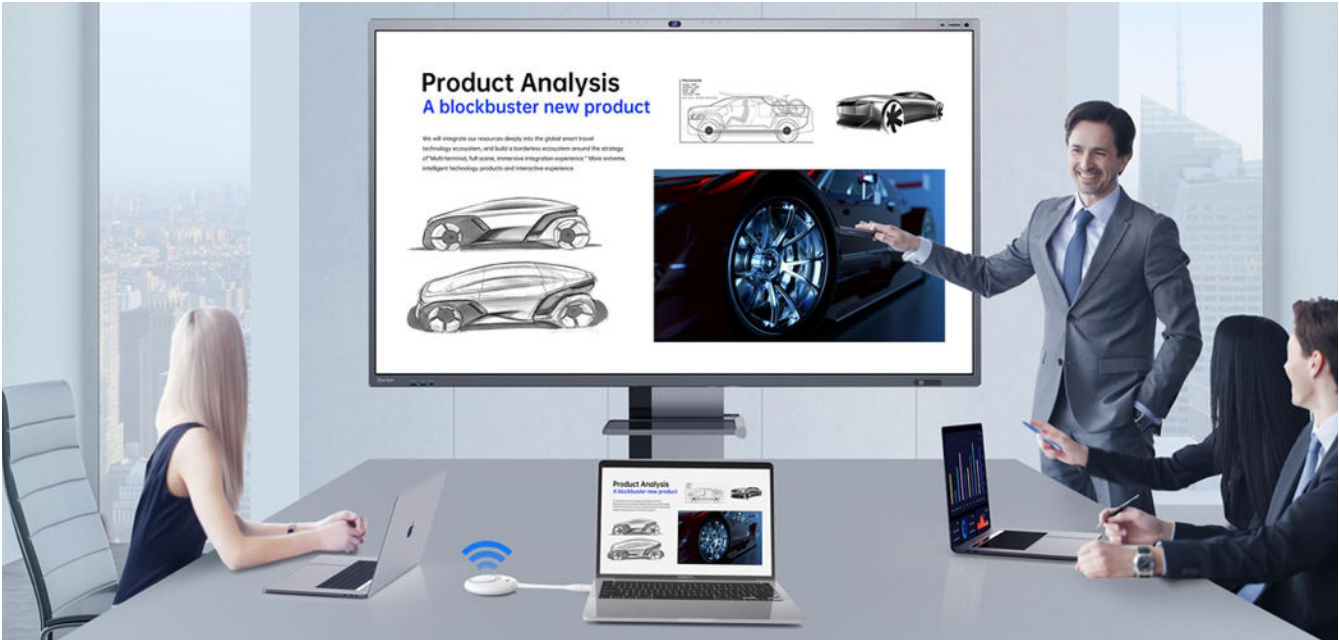 Product Analysis
A blockbuster new product
We will integrate our resources deeply into the global smart travel
technology ecosystem, and build a borderless ecosystem around the strategy
of "Multi-terminal, full-scene, immersive integration experience." More extreme,
intelligent technology products and interactive experience.
PACKAGE
Product Analysis
A blockbuster new product